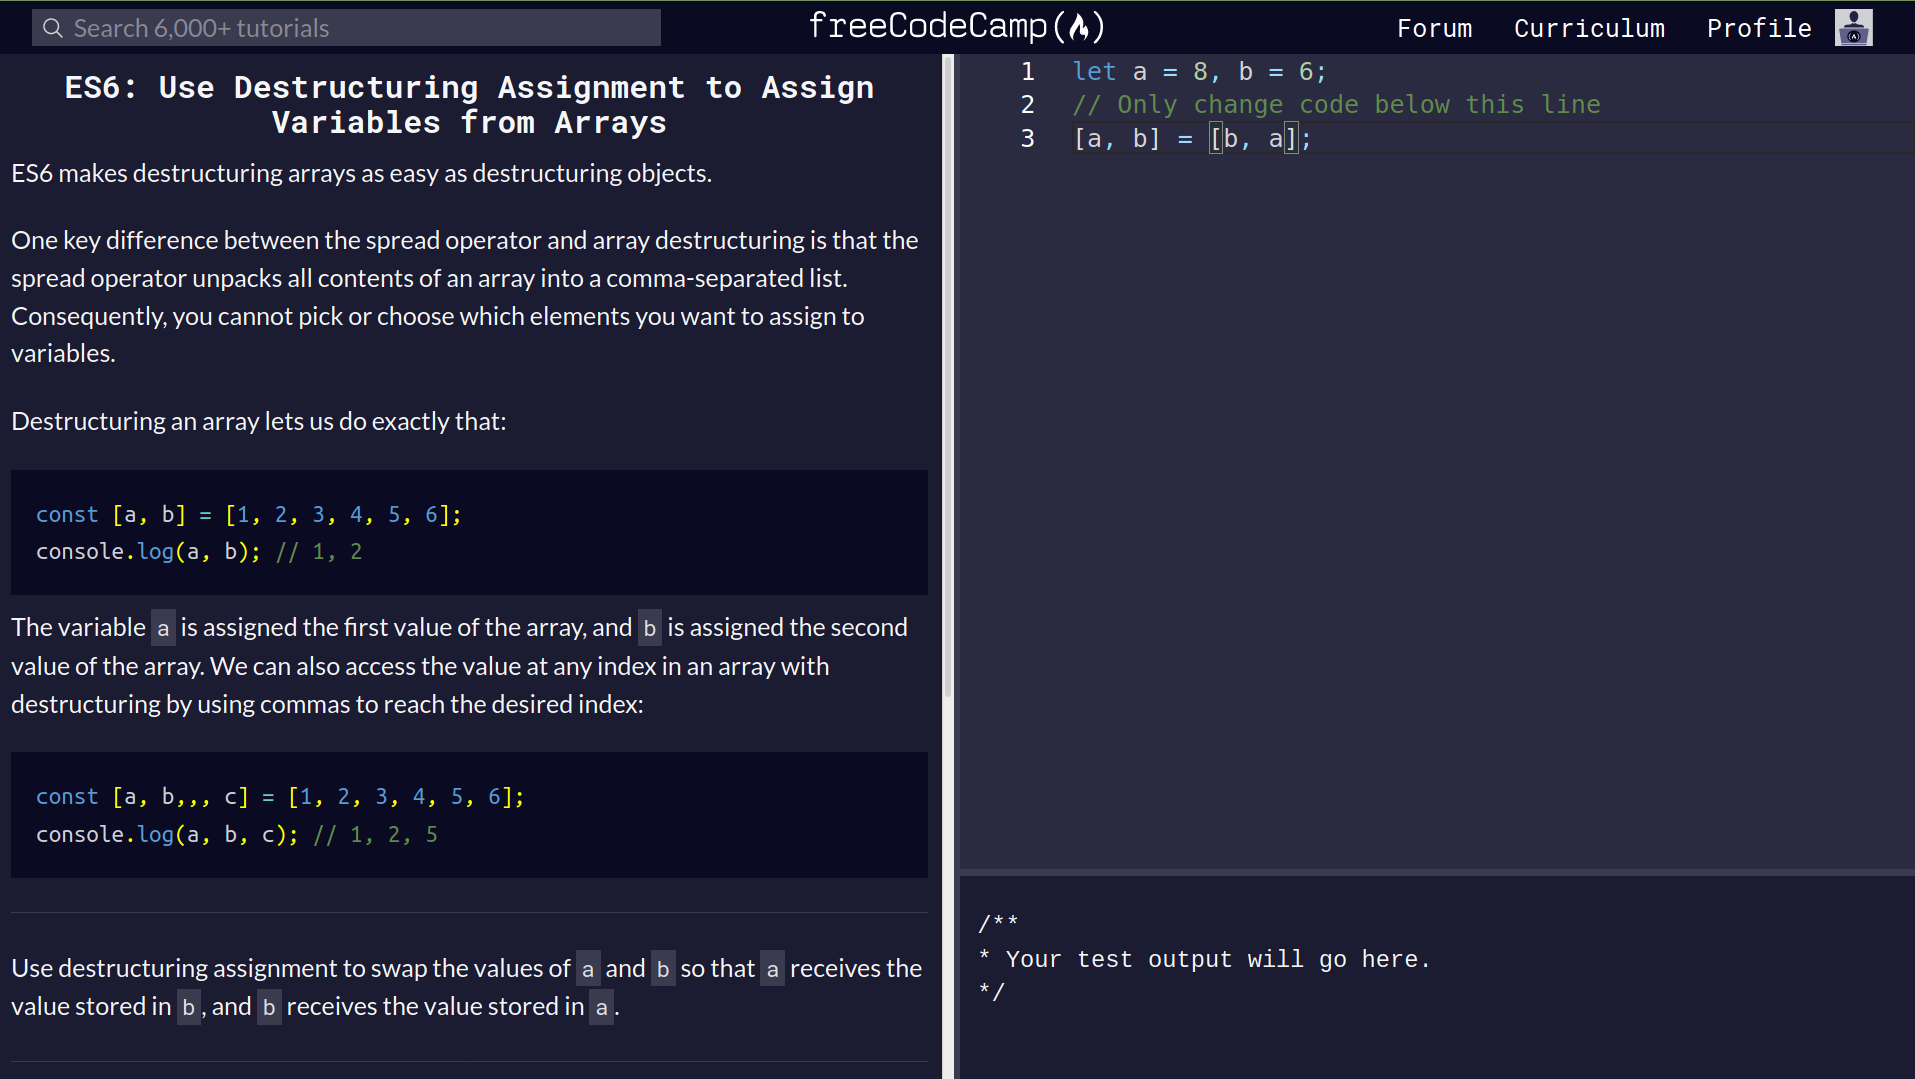 Search 6,000+ tutorials
freeCodeCamp(🔥)
Forum Curriculum Profile
ES6: Use Destructuring Assignment to Assign
Variables from Arrays
ES6 makes destructuring arrays as easy as destructuring objects.
One key difference between the spread operator and array destructuring is that the
spread operator unpacks all contents of an array into a comma-separated list.
Consequently, you cannot pick or choose which elements you want to assign to
variables.
Destructuring an array lets us do exactly that:
const [a, b] = [1, 2, 3, 4, 5, 6];
console.log(a, b); // 1, 2
The variable a is assigned the first value of the array, and b is assigned the second
value of the array. We can also access the value at any index in an array with
destructuring by using commas to reach the desired index:
const [a, b,,, c] = [1, 2, 3, 4, 5, 6];
console.log(a, b, c); // 1, 2, 5
Use destructuring assignment to swap the values of a and b so that a receives the
value stored in b, and b receives the value stored in a.
1 let a = 8, b = 6;
2 // Only change code below this line
3 [a, b] = [b, a];
/**
* Your test output will go here.
*/